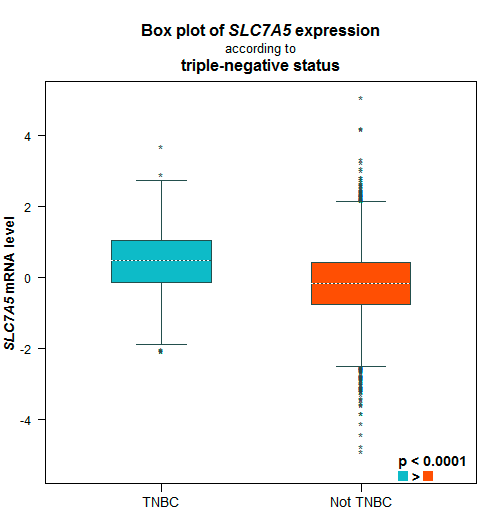 Box plot of SLC7A5 expression
according to
triple-negative status
SLC7A5 mRNA level
4
2
0
-2
-4
p < 0.0001
>
TNBC
Not TNBC